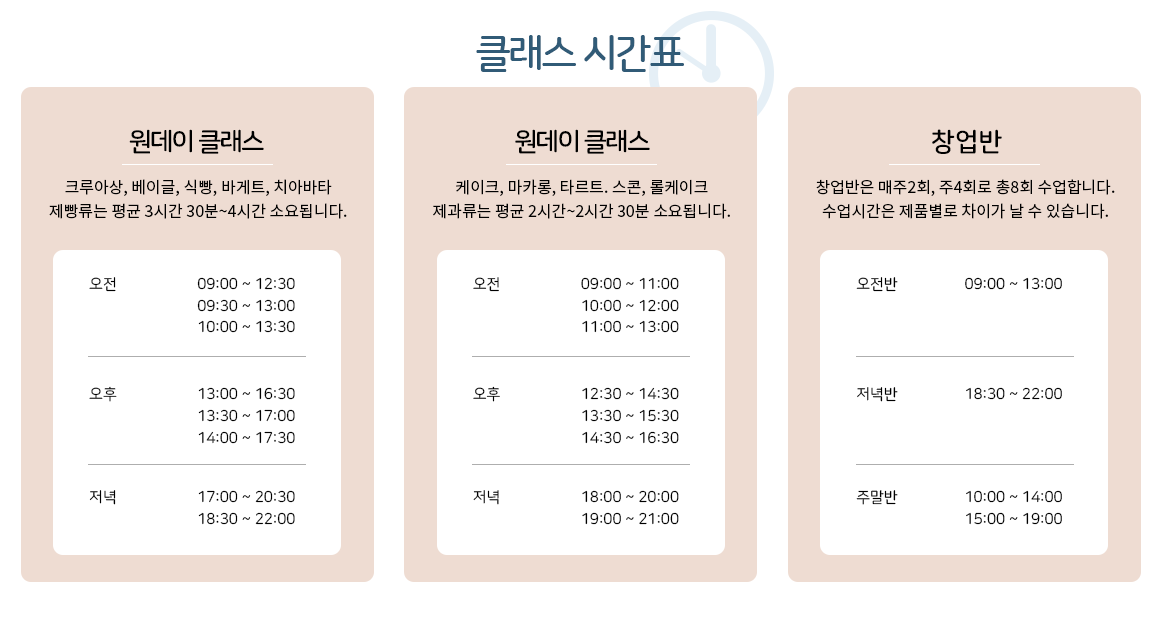 클래스 시간표
원데이 클래스
크루아상, 베이글, 식빵, 바게트, 치아바타
제빵류는 평균 3시간 30분~4시간 소요됩니다.
오전 09:00 ~ 12:30
09:30 ~ 13:00
10:00 ~ 13:30
오후 13:00 ~ 16:30
13:30 ~ 17:00
14:00 ~ 17:30
저녁 17:00 ~ 20:30
18:30 ~ 22:00
원데이 클래스
케이크, 마카롱, 타르트. 스콘, 롤케이크
제과류는 평균 2시간~2시간 30분 소요됩니다.
오전 09:00 ~ 11:00
10:00 ~ 12:00
11:00 ~ 13:00
오후 12:30 ~ 14:30
13:30 ~ 15:30
14:30 ~ 16:30
저녁 18:00 ~ 20:00
19:00 ~ 21:00
창업반
창업반은 매주2회, 주4회로 총8회 수업합니다.
수업시간은 제품별로 차이가 날 수 있습니다.
오전반 09:00 ~ 13:00
저녁반 18:30 ~ 22:00
주말반 10:00 ~ 14:00
15:00 ~ 19:00